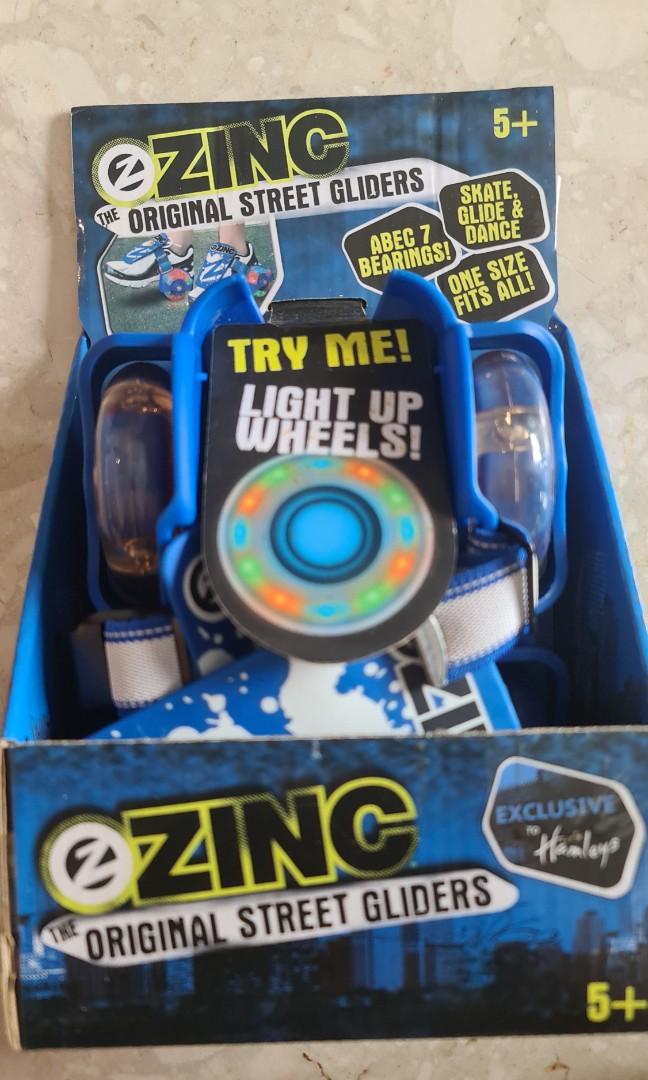 Z ZINC
5+
THE ORIGINAL STREET GLIDERS
SKATE,
GLIDE &
DANCE
ABEC 7
BEARINGS!
ONE SIZE
FITS ALL!
TRY ME!
LIGHT UP
WHEELS!
Z ZINC
THE ORIGINAL STREET GLIDERS
EXCLUSIVE
TO
Hamleys
5+